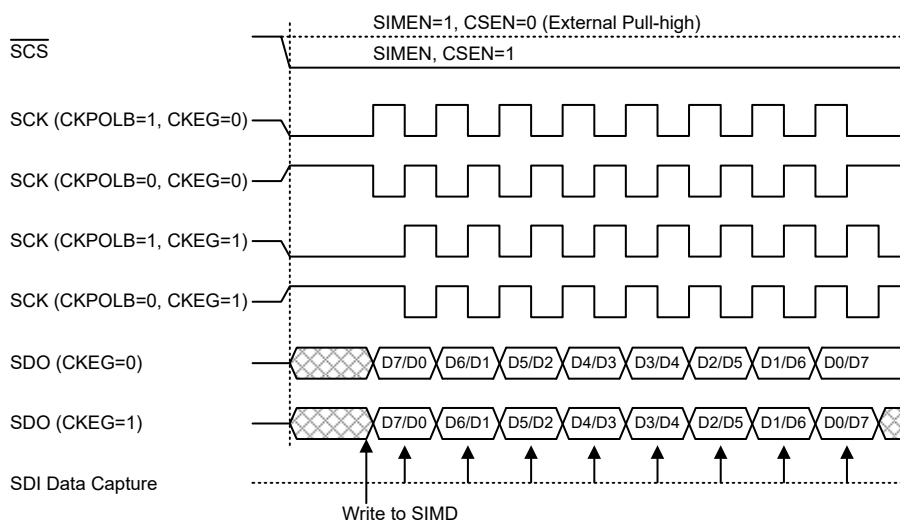 SIMEN=1, CSEN=0 (External Pull-high)
SCS
SIMEN, CSEN=1
SCK (CKPOLB=1, CKEG=0)
SCK (CKPOLB=0, CKEG=0)
SCK (CKPOLB=1, CKEG=1)
SCK (CKPOLB=0, CKEG=1)
SDO (CKEG=0) D7/D0 D6/D1 D5/D2 D4/D3 D3/D4 D2/D5 D1/D6 D0/D7
SDO (CKEG=1) D7/D0 D6/D1 D5/D2 D4/D3 D3/D4 D2/D5 D1/D6 D0/D7
SDI Data Capture
Write to SIMD